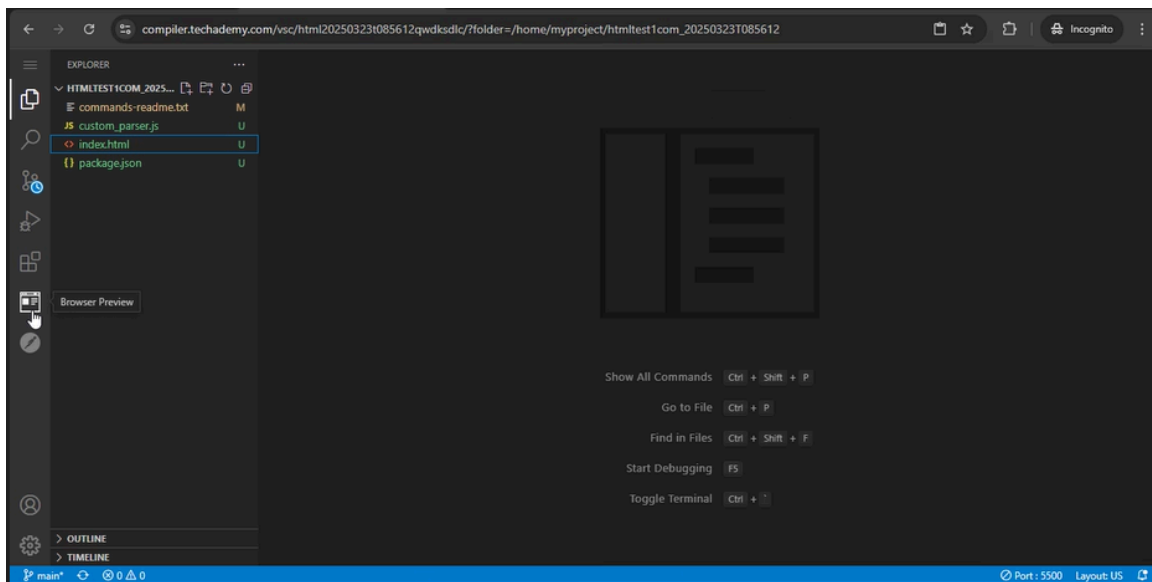 compiler.techademy.com/vsc/html20250323t085612qwdksdlc/?folder=/home/myproject/htmltest1com_20250323T085612
Incognito
EXPLORER
HTMLTEST1COM_2025...
commands-readme.txt M
JS custom_parser.js U
<> index.html U
{} package.json U
Browser Preview
Show All Commands Ctrl + Shift + P
Go to File Ctrl + P
Find in Files Ctrl + Shift + F
Start Debugging F5
Toggle Terminal Ctrl + `
> OUTLINE
> TIMELINE
main* 0 0 Port : 5500 Layout: US